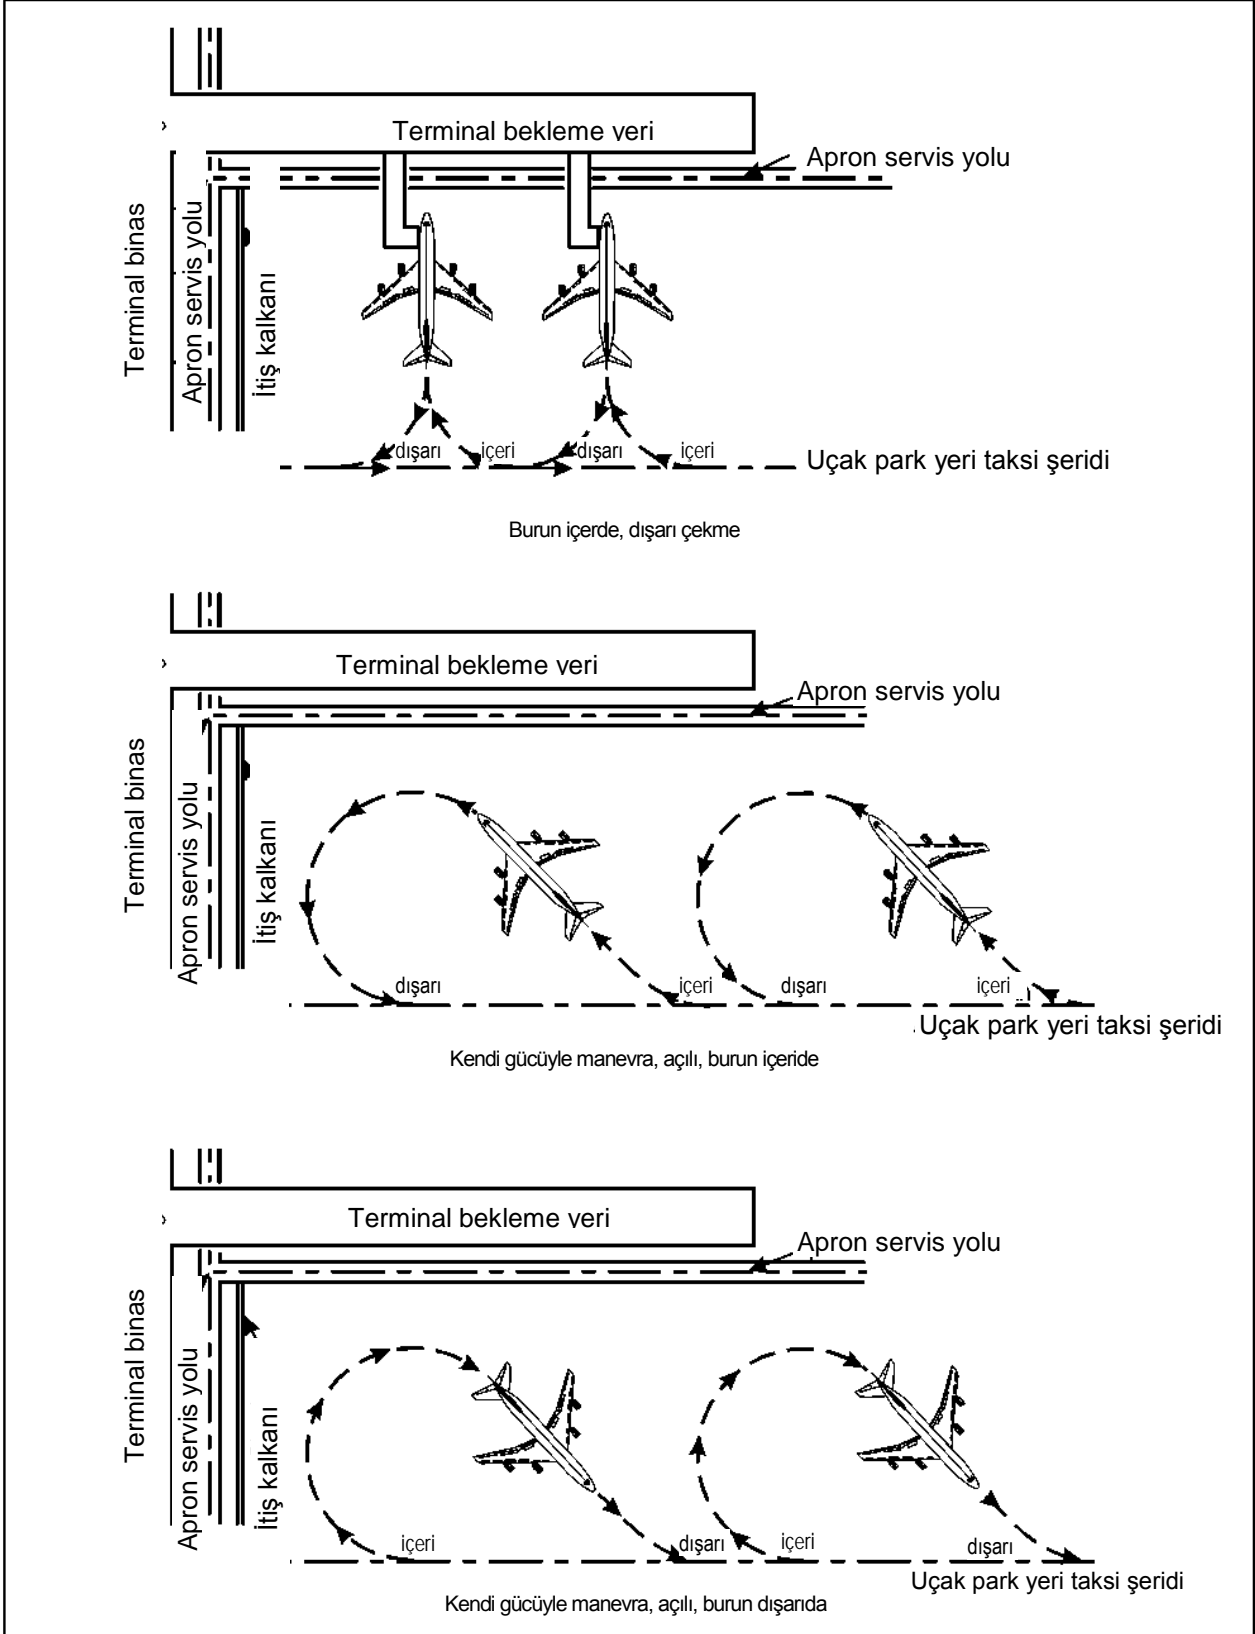 Terminal bekleme veri
Apron servis yolu
Terminal binas
Apron servis yolu
İtiş kalkanı
dışarı
içeri
dışarı
içeri
Uçak park yeri taksi şeridi
Burun içerde, dışarı çekme
Terminal bekleme veri
Apron servis yolu
Terminal binas
Apron servis yolu
İtiş kalkanı
dışarı
içeri
dışarı
içeri
Uçak park yeri taksi şeridi
Kendi gücüyle manevra, açılı, burun içeride
Terminal bekleme veri
Apron servis yolu
Terminal binas
Apron servis yolu
İtiş kalkanı
içeri
dışarı
içeri
dışarı
Uçak park yeri taksi şeridi
Kendi gücüyle manevra, açılı, burun dışarıda